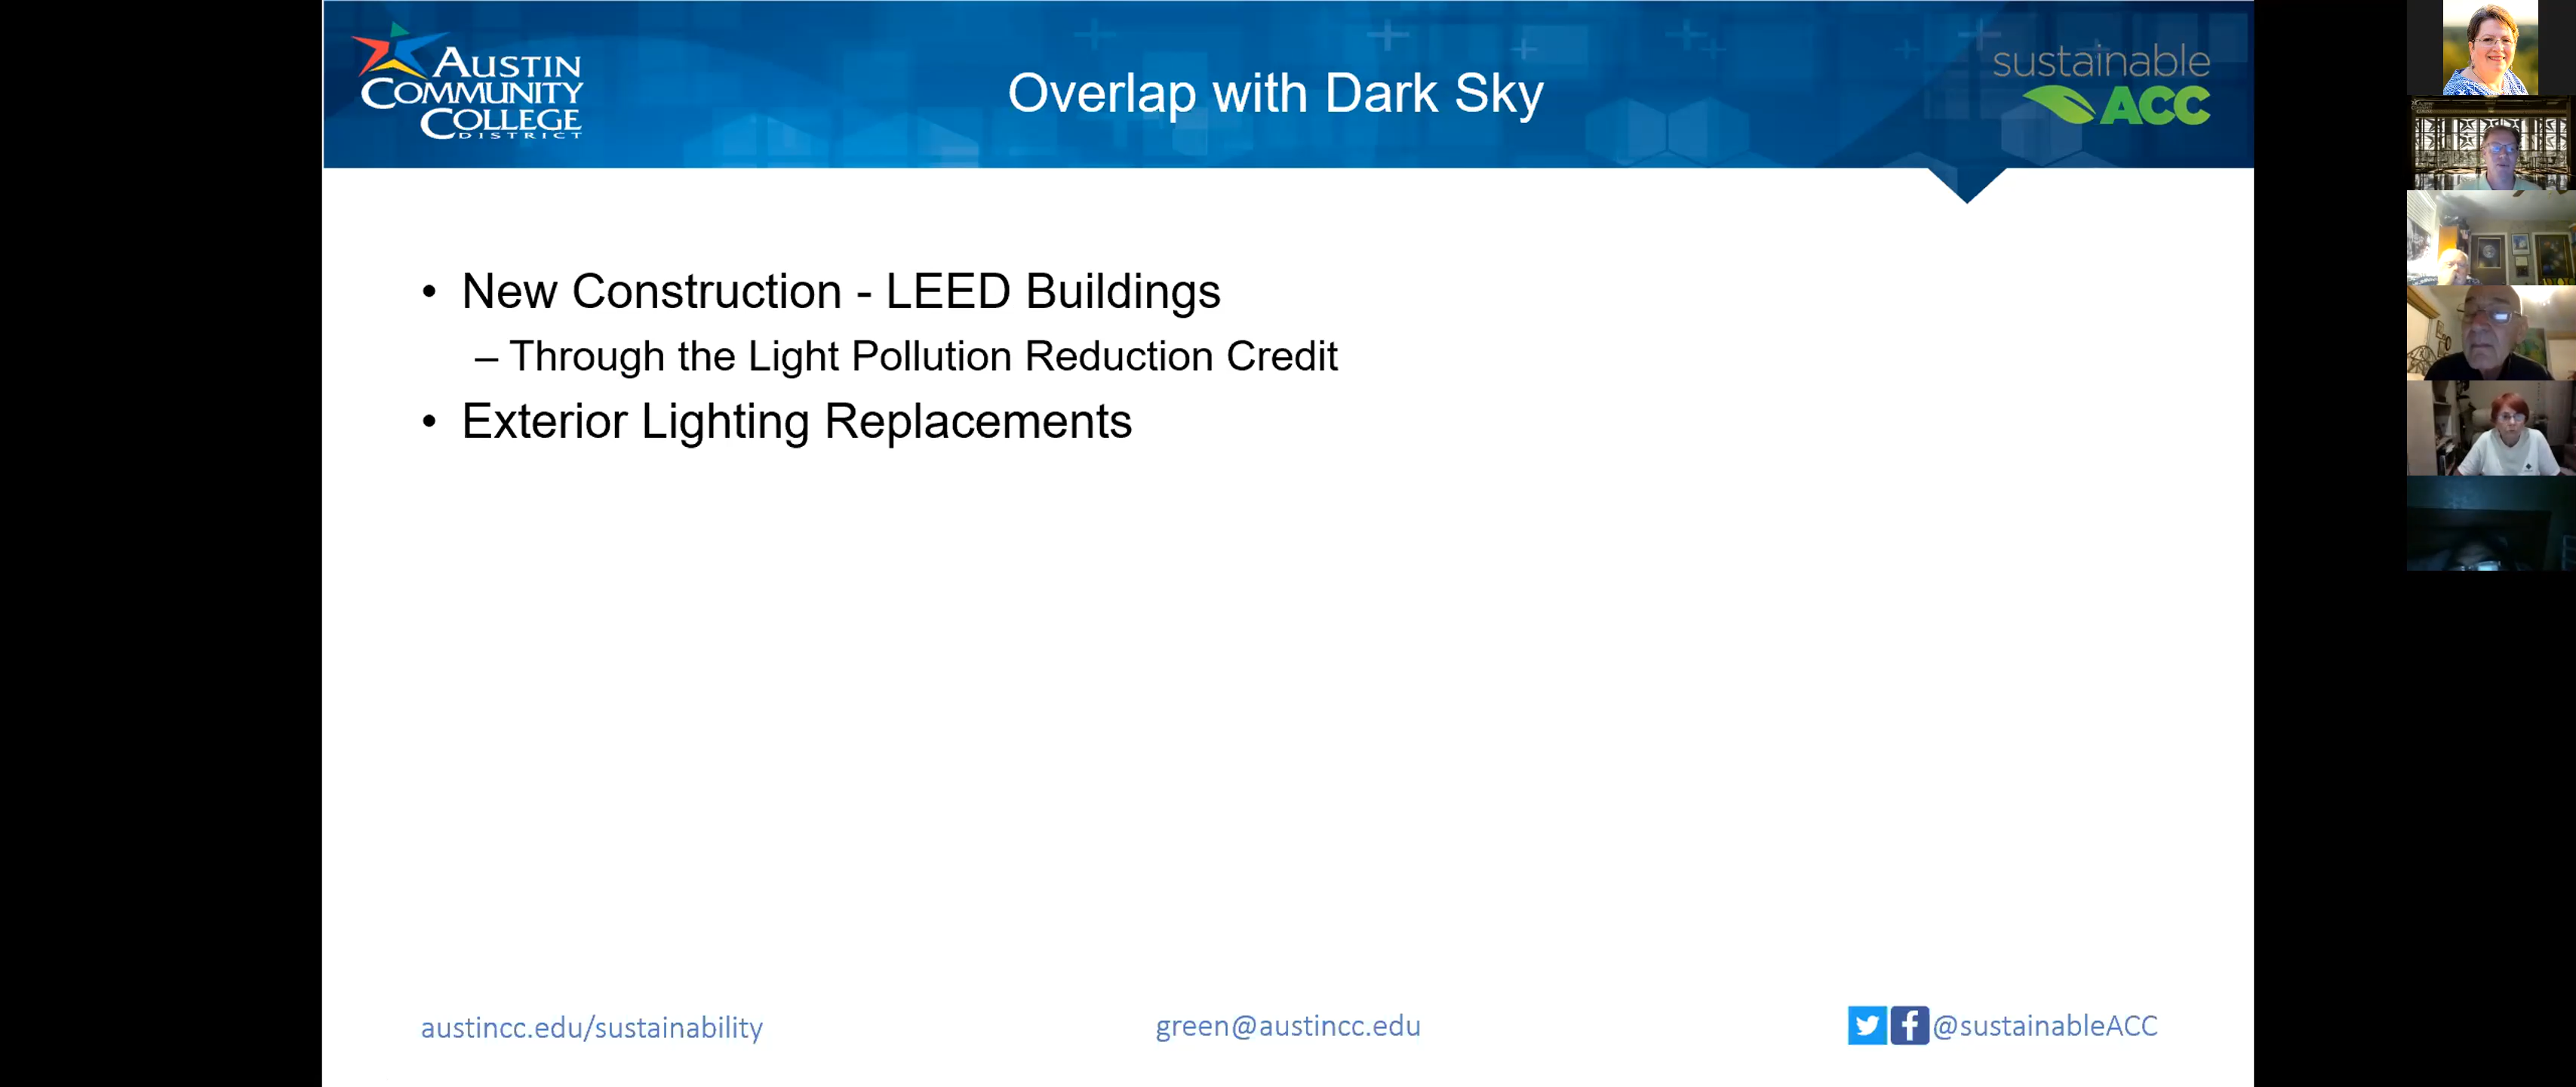 AUSTIN
COMMUNITY
COLLEGE
DISTRICT
Overlap with Dark Sky
sustainable
ACC
• New Construction - LEED Buildings
– Through the Light Pollution Reduction Credit
• Exterior Lighting Replacements
austincc.edu/sustainability
green@austincc.edu
@sustainableACC